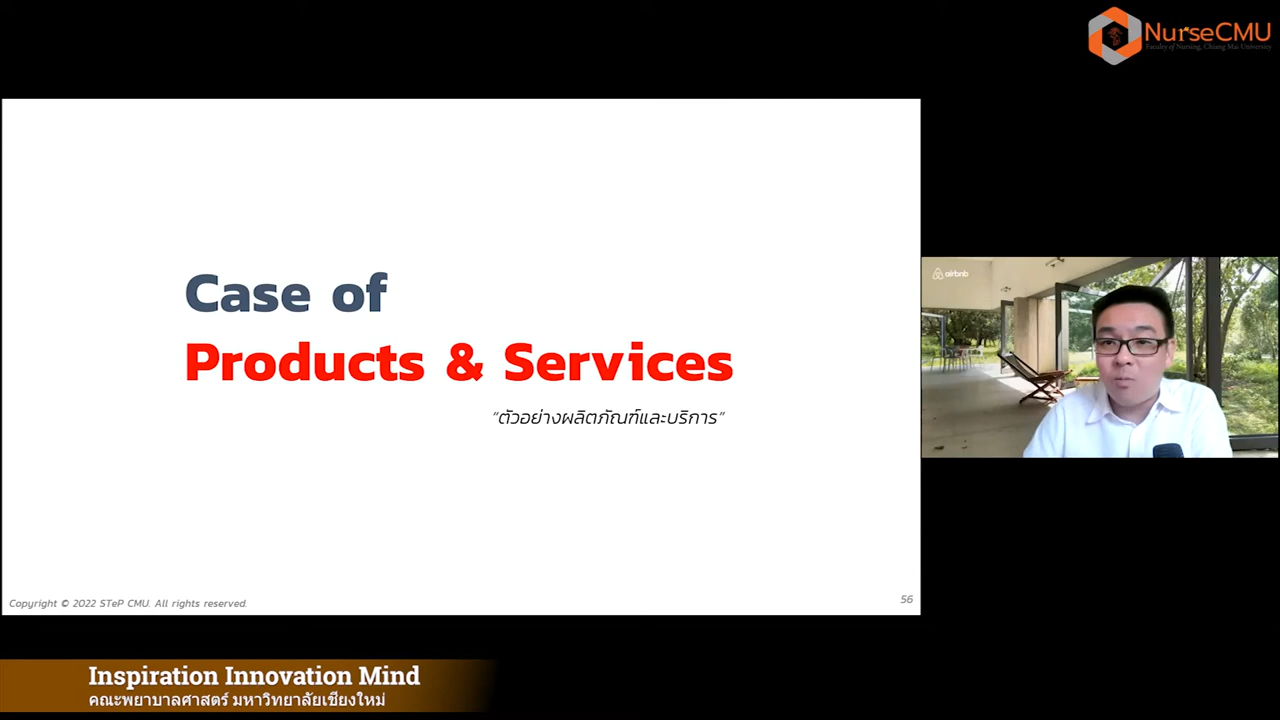 NurseCMU
Faculty of Nursing, Chiang Mai University
Case of
Products & Services
“ตัวอย่างผลิตภัณฑ์และบริการ”
airbnb
Copyright © 2022 STeP CMU. All rights reserved.
56
Inspiration Innovation Mind
คณะพยาบาลศาสตร์ มหาวิทยาลัยเชียงใหม่